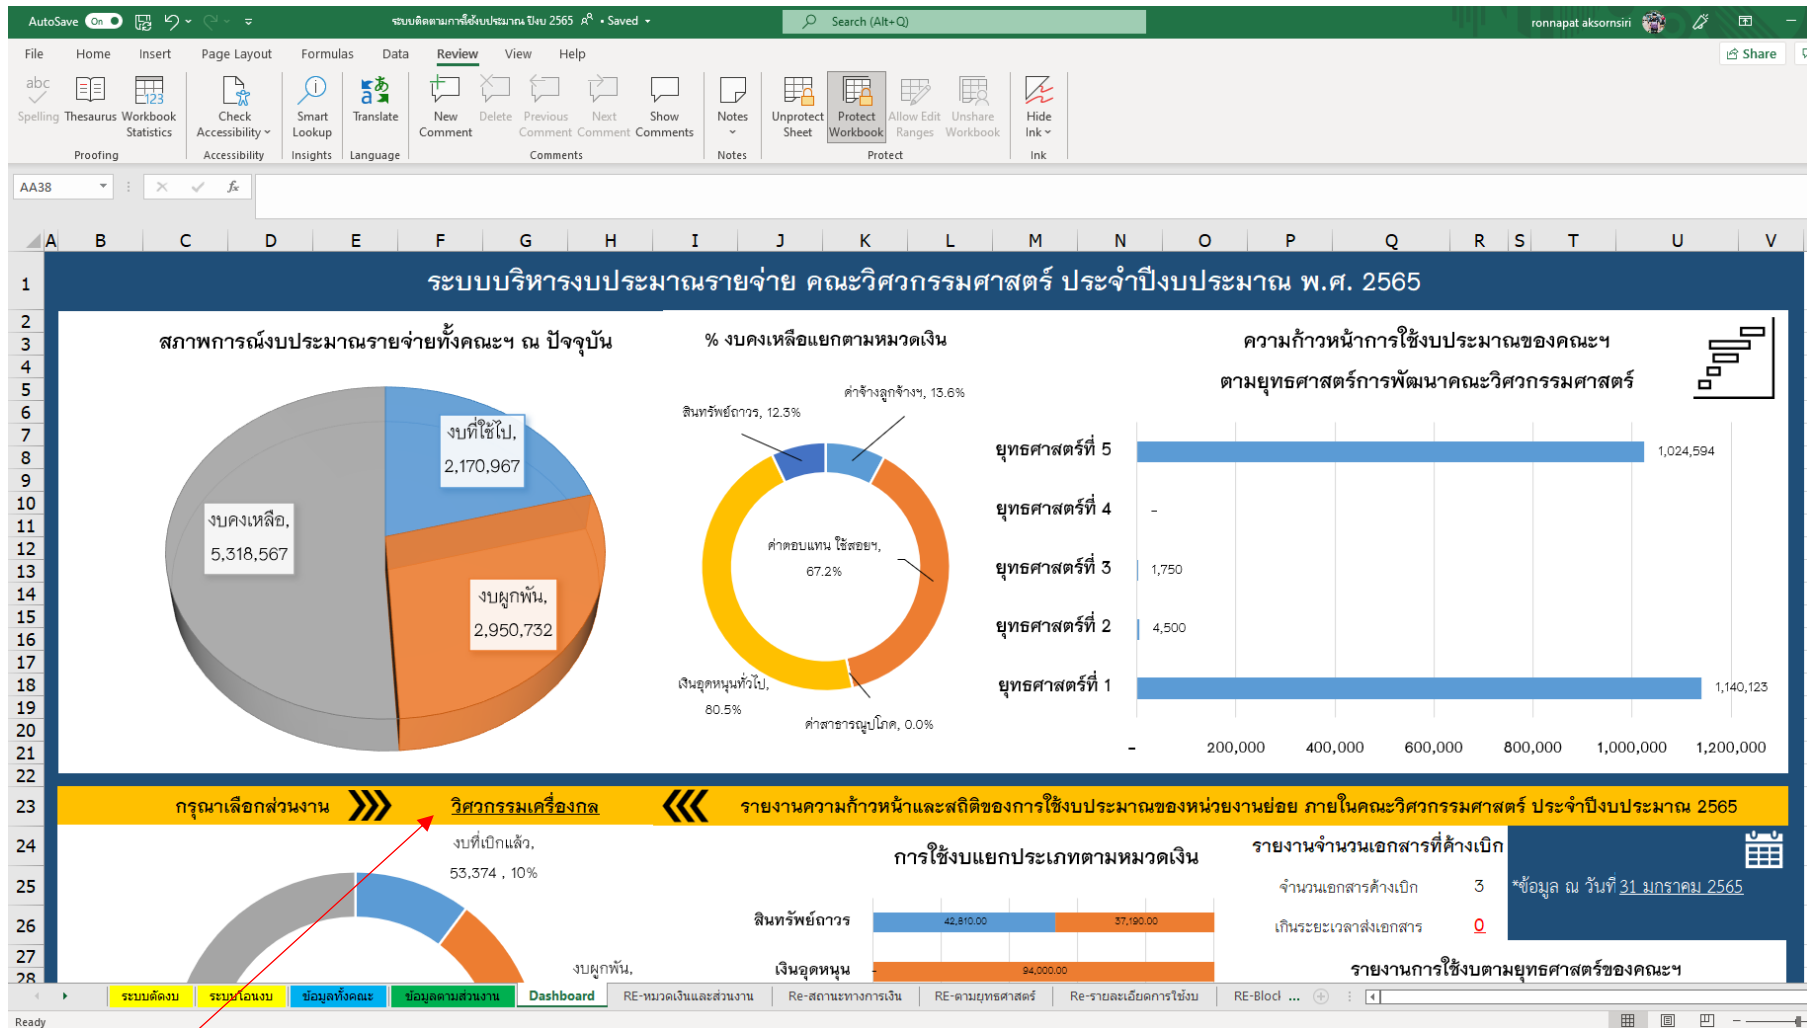 AutoSave On ระบบติดตามการใช้งบประมาณ ปีงบ 2565 • Saved Search (Alt+Q) ronnapat aksornsiri
File Home Insert Page Layout Formulas Data Review View Help Share
abc 123
Spelling Thesaurus Workbook Statistics Check Accessibility Smart Lookup Translate New Comment Delete Previous Comment Next Comment Show Comments Notes Unprotect Sheet Protect Workbook Allow Edit Ranges Unshare Workbook Hide Ink
Proofing Accessibility Insights Language Comments Notes Protect Ink
AA38 fx
A B C D E F G H I J K L M N O P Q R S T U V
1 ระบบบริหารงบประมาณรายจ่าย คณะวิศวกรรมศาสตร์ ประจำปีงบประมาณ พ.ศ. 2565
2
3
4
5
6
7
8
9
10
11
12
13
14
15
16
17
18
19
20
21
22
สภาพการณ์งบประมาณรายจ่ายทั้งคณะฯ ณ ปัจจุบัน
งบที่ใช้ไป,
2,170,967
งบคงเหลือ,
5,318,567
งบผูกพัน,
2,950,732
% งบคงเหลือแยกตามหมวดเงิน
ค่าจ้างลูกจ้างฯ, 13.6%
สินทรัพย์ถาวร, 12.3%
ค่าตอบแทน ใช้สอยฯ,
67.2%
เงินอุดหนุนทั่วไป,
80.5%
ค่าสาธารณูปโภค, 0.0%
ความก้าวหน้าการใช้งบประมาณของคณะฯ
ตามยุทธศาสตร์การพัฒนาคณะวิศวกรรมศาสตร์
ยุทธศาสตร์ที่ 5 1,024,594
ยุทธศาสตร์ที่ 4 -
ยุทธศาสตร์ที่ 3 1,750
ยุทธศาสตร์ที่ 2 4,500
ยุทธศาสตร์ที่ 1 1,140,123
- 200,000 400,000 600,000 800,000 1,000,000 1,200,000
23 กรุณาเลือกส่วนงาน วิศวกรรมเครื่องกล รายงานความก้าวหน้าและสถิติของการใช้งบประมาณของหน่วยงานย่อย ภายในคณะวิศวกรรมศาสตร์ ประจำปีงบประมาณ 2565
24
25
26
27
28
งบที่เบิกแล้ว,
53,374 , 10%
งบผูกพัน,
การใช้งบแยกประเภทตามหมวดเงิน
สินทรัพย์ถาวร 42,810.00 37,190.00
เงินอุดหนุน - 94,000.00
รายงานจำนวนเอกสารที่ค้างเบิก
จำนวนเอกสารค้างเบิก 3
เกินระยะเวลาส่งเอกสาร 0
*ข้อมูล ณ วันที่ 31 มกราคม 2565
รายงานการใช้งบตามยุทธศาสตร์ของคณะฯ
ระบบตัดงบ ระบบโอนงบ ข้อมูลทั้งคณะ ข้อมูลตามส่วนงาน Dashboard RE-หมวดเงินและส่วนงาน Re-สถานะทางการเงิน RE-ตามยุทธศาสตร์ Re-รายละเอียดการใช้งบ RE-Block ...
Ready